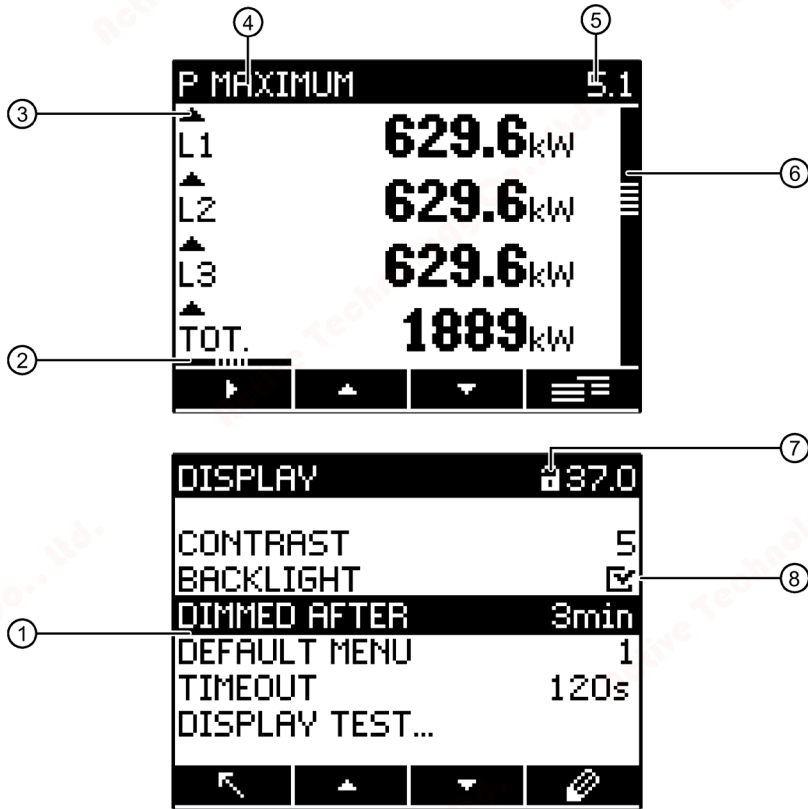 ④
⑤
P MAXIMUM 5.1
③
L1 629.6kW
⑥
L2 629.6kW
L3 629.6kW
TOT. 1889kW
②
⑦
DISPLAY 37.0
CONTRAST 5
BACKLIGHT
⑧
DIMMED AFTER 3min
①
DEFAULT MENU 1
TIMEOUT 120s
DISPLAY TEST...